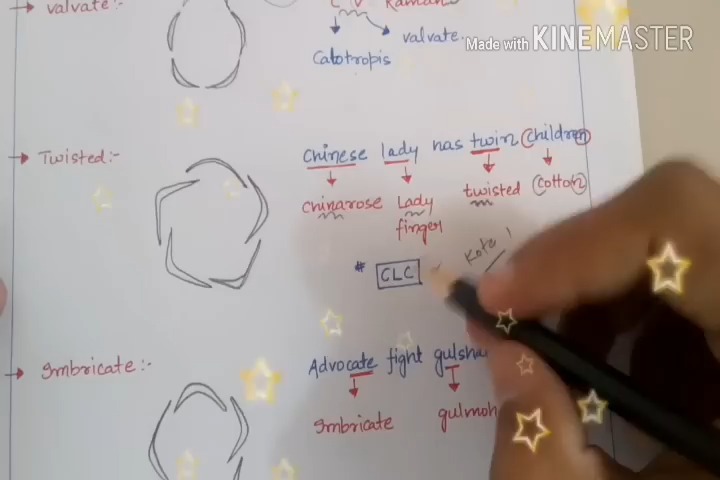 → valvate:-
C V Raman
Calotropis
valvate.
Made with KINEMASTER
→ Twisted:-
Chinese lady has twin children
chinarose Lady finger twisted cotton
# CLC
→ Imbricate:-
Advocate fight
Imbricate